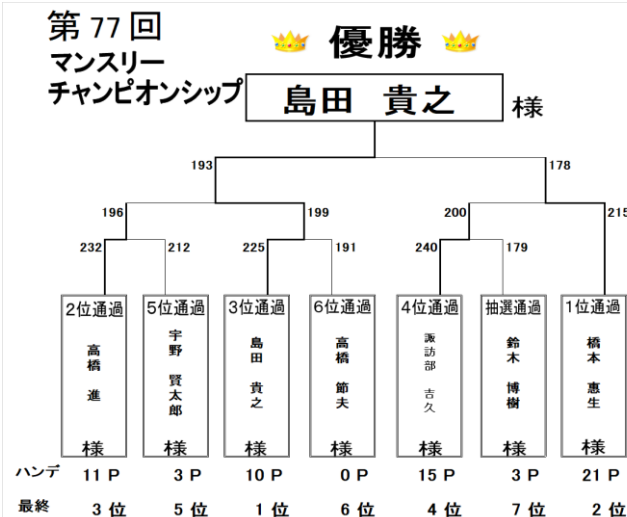 第77回
マンスリー
チャンピオンシップ
優勝
島田 貴之 様
193 178
196 199 200 215
232 212 225 191 240 179
2位通過 5位通過 3位通過 6位通過 4位通過 抽選通過 1位通過
高橋 進 様
宇野 賢太郎 様
島田 貴之 様
高橋 節夫 様
諏訪部 吉久 様
鈴木 博樹 様
橋本 恵生 様
ハンデ 11 P 3 P 10 P 0 P 15 P 3 P 21 P
最終 3 位 5 位 1 位 6 位 4 位 7 位 2 位